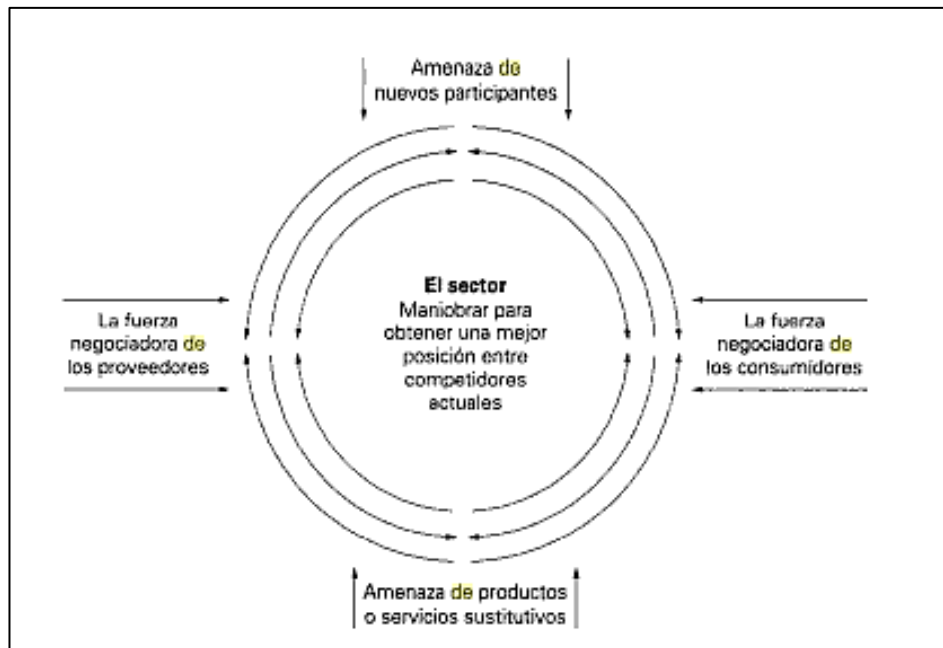 Amenaza de
nuevos participantes
El sector
Maniobrar para
obtener una mejor
posición entre
competidores
actuales
La fuerza
negociadora de
los proveedores
La fuerza
negociadora de
los consumidores
Amenaza de productos
o servicios sustitutivos